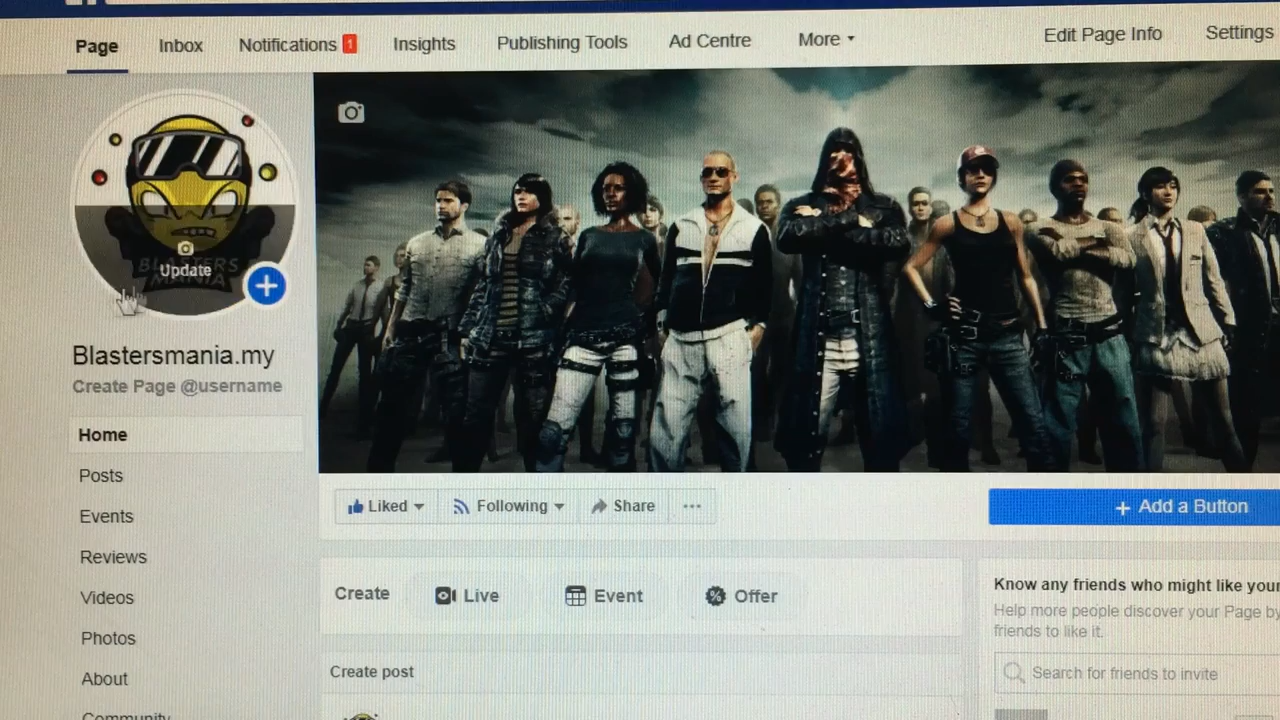 Page Inbox Notifications 1 Insights Publishing Tools Ad Centre More Edit Page Info Settings
BLASTERS
MANIA
Update
Blastersmania.my
Create Page @username
Home
Posts
Events
Reviews
Videos
Photos
About
Community
Liked Following Share ...
+ Add a Button
Create Live Event Offer
Create post
Know any friends who might like your
Help more people discover your Page by
friends to like it.
Search for friends to invite